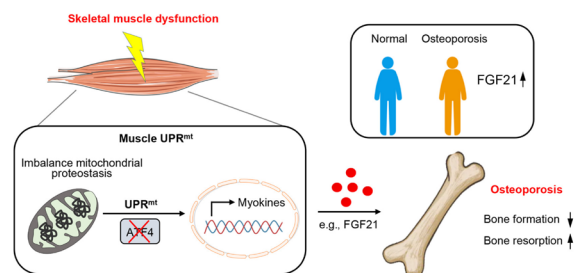 Skeletal muscle dysfunction
Normal Osteoporosis
FGF21
Muscle UPRmt
Imbalance mitochondrial
proteostasis
UPRmt
ATF4
Myokines
e.g., FGF21
Osteoporosis
Bone formation
Bone resorption